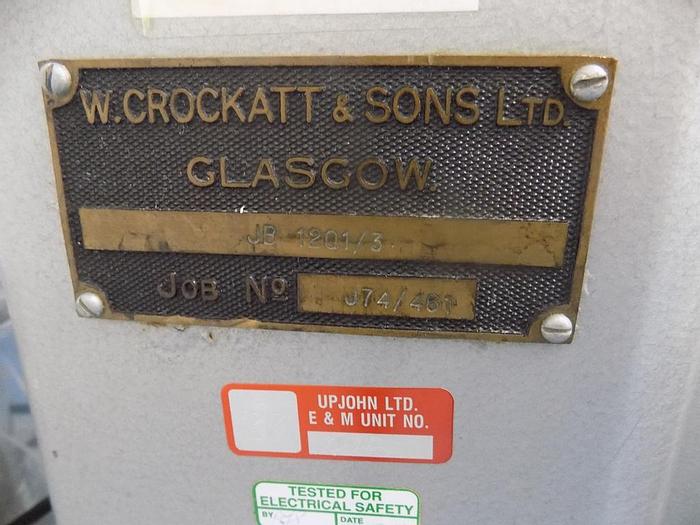 W. CROCKATT & SONS LTD.
GLASGOW.
JB 1201/3
JOB No J74/461
UPJOHN LTD.
E & M UNIT NO.
TESTED FOR
ELECTRICAL SAFETY
BY
DATE